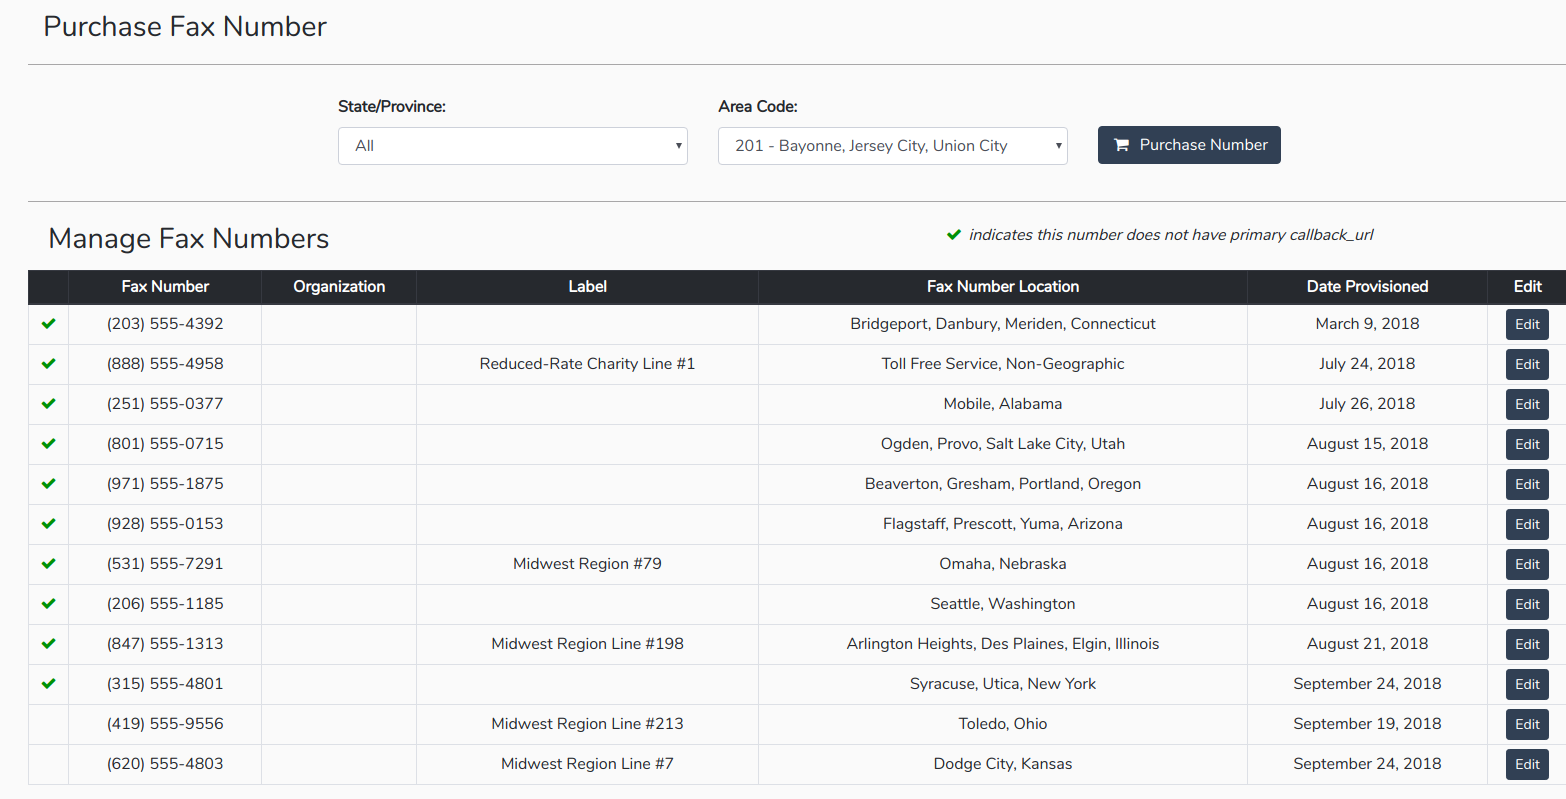 Purchase Fax Number
State/Province: Area Code:
All 201 - Bayonne, Jersey City, Union City Purchase Number
Manage Fax Numbers indicates this number does not have primary callback_url
Fax Number Organization Label Fax Number Location Date Provisioned Edit
(203) 555-4392 Bridgeport, Danbury, Meriden, Connecticut March 9, 2018 Edit
(888) 555-4958 Reduced-Rate Charity Line #1 Toll Free Service, Non-Geographic July 24, 2018 Edit
(251) 555-0377 Mobile, Alabama July 26, 2018 Edit
(801) 555-0715 Ogden, Provo, Salt Lake City, Utah August 15, 2018 Edit
(971) 555-1875 Beaverton, Gresham, Portland, Oregon August 16, 2018 Edit
(928) 555-0153 Flagstaff, Prescott, Yuma, Arizona August 16, 2018 Edit
(531) 555-7291 Midwest Region #79 Omaha, Nebraska August 16, 2018 Edit
(206) 555-1185 Seattle, Washington August 16, 2018 Edit
(847) 555-1313 Midwest Region Line #198 Arlington Heights, Des Plaines, Elgin, Illinois August 21, 2018 Edit
(315) 555-4801 Syracuse, Utica, New York September 24, 2018 Edit
(419) 555-9556 Midwest Region Line #213 Toledo, Ohio September 19, 2018 Edit
(620) 555-4803 Midwest Region Line #7 Dodge City, Kansas September 24, 2018 Edit